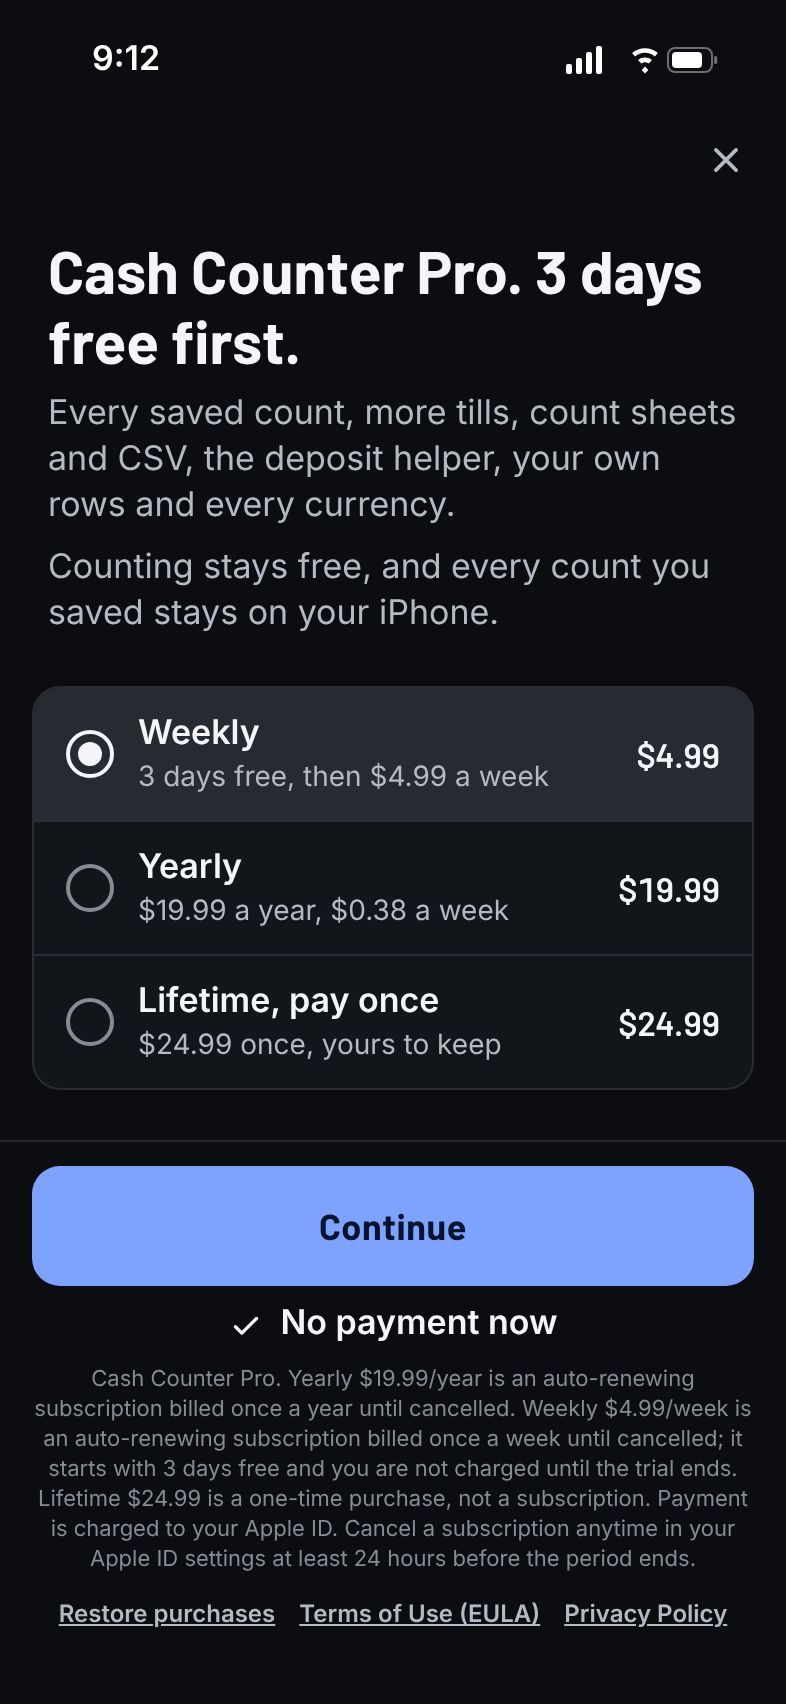 9:12
Cash Counter Pro. 3 days
free first.
Every saved count, more tills, count sheets
and CSV, the deposit helper, your own
rows and every currency.
Counting stays free, and every count you
saved stays on your iPhone.
Weekly
3 days free, then $4.99 a week
$4.99
Yearly
$19.99 a year, $0.38 a week
$19.99
Lifetime, pay once
$24.99 once, yours to keep
$24.99
Continue
No payment now
Cash Counter Pro. Yearly $19.99/year is an auto-renewing
subscription billed once a year until cancelled. Weekly $4.99/week is
an auto-renewing subscription billed once a week until cancelled; it
starts with 3 days free and you are not charged until the trial ends.
Lifetime $24.99 is a one-time purchase, not a subscription. Payment
is charged to your Apple ID. Cancel a subscription anytime in your
Apple ID settings at least 24 hours before the period ends.
Restore purchases Terms of Use (EULA) Privacy Policy